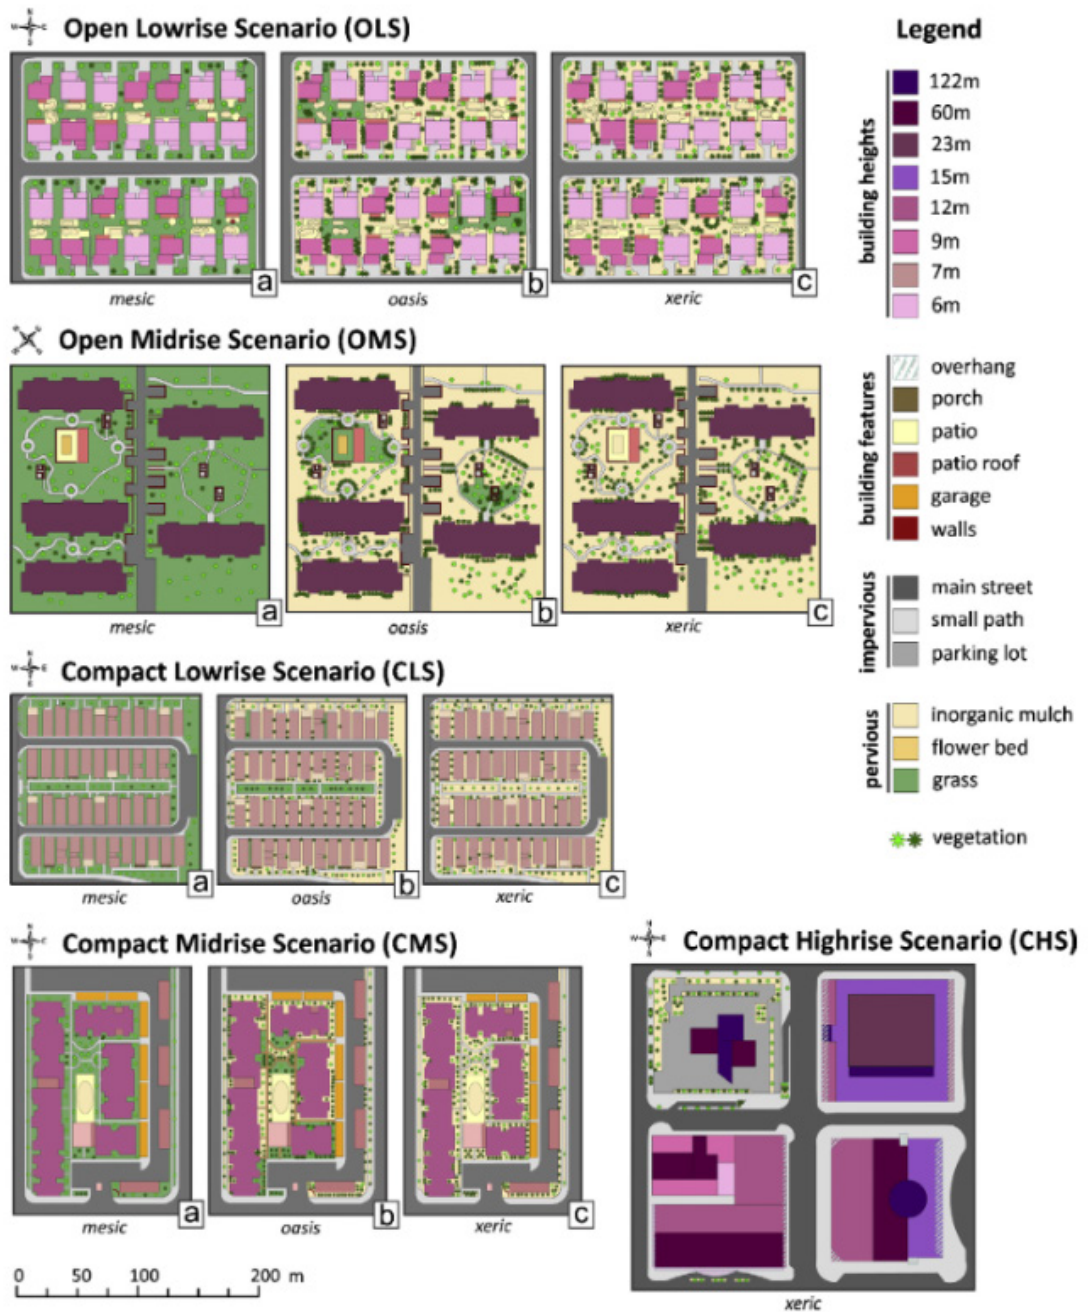 Open Lowrise Scenario (OLS)
a
b
c
mesic
oasis
xeric
Open Midrise Scenario (OMS)
a
b
c
mesic
oasis
xeric
Compact Lowrise Scenario (CLS)
a
b
c
mesic
oasis
xeric
Compact Midrise Scenario (CMS)
a
b
c
mesic
oasis
xeric
Compact Highrise Scenario (CHS)
xeric
0 50 100 200 m
Legend
building heights
122m
60m
23m
15m
12m
9m
7m
6m
building features
overhang
porch
patio
patio roof
garage
walls
impervious
main street
small path
parking lot
pervious
inorganic mulch
flower bed
grass
vegetation